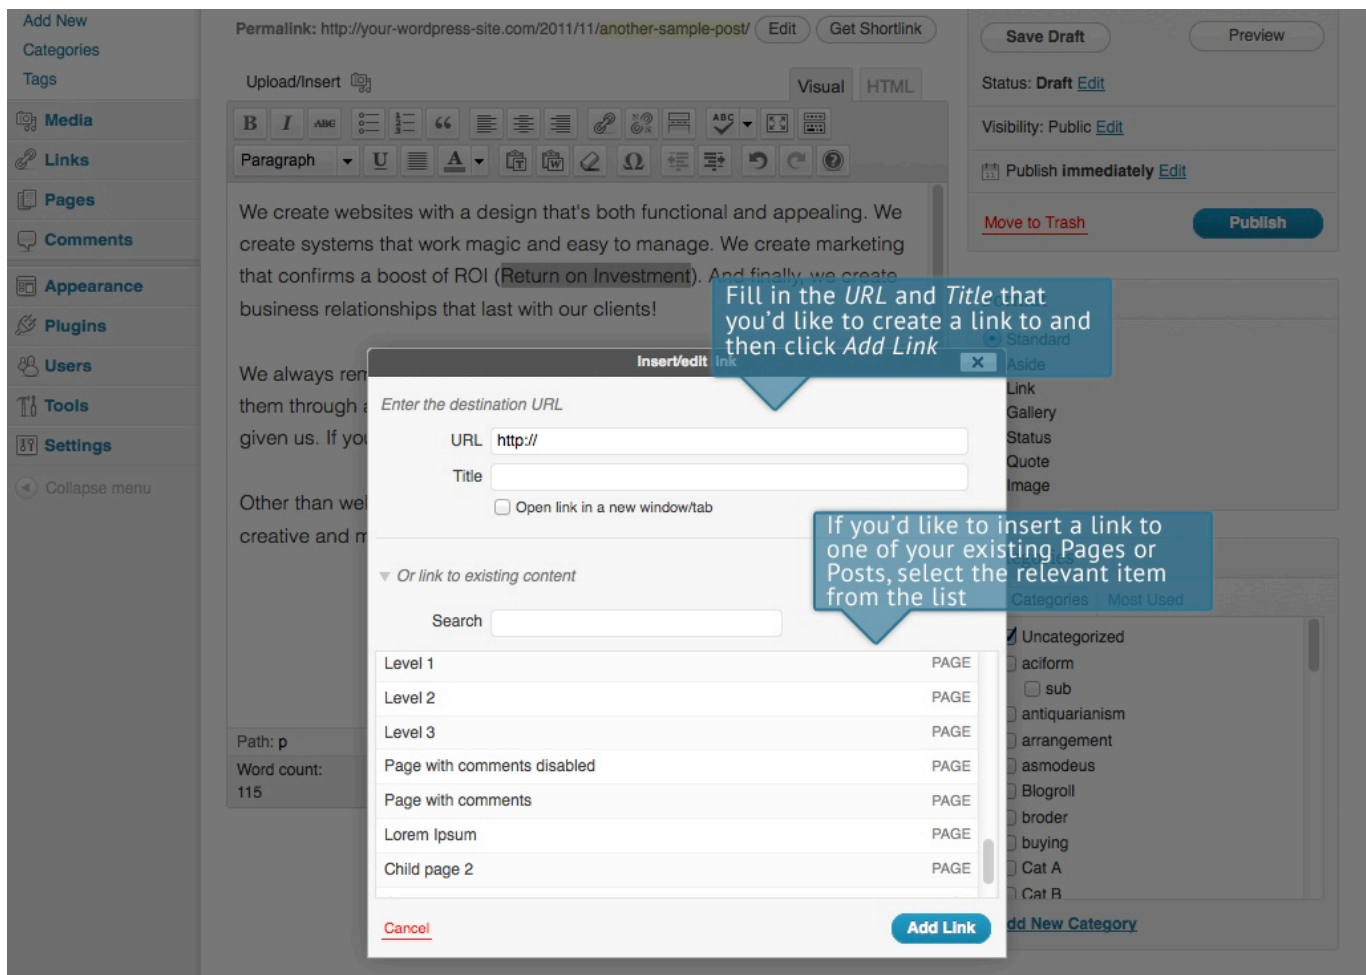 Add New
Categories
Tags
Media
Links
Pages
Comments
Appearance
Plugins
Users
Tools
Settings
Collapse menu
Permalink: http://your-wordpress-site.com/2011/11/another-sample-post/ Edit Get Shortlink
Upload/Insert
Visual HTML
B I ABC ABC
Paragraph U A T W Ω
We create websites with a design that's both functional and appealing. We
create systems that work magic and easy to manage. We create marketing
that confirms a boost of ROI (Return on Investment). And finally, we create
business relationships that last with our clients!
We always rem
them through a
given us. If you
Other than wel
creative and m
Path: p
Word count:
115
Fill in the URL and Title that
you'd like to create a link to and
then click Add Link
Insert/edit link
Enter the destination URL
URL http://
Title
Open link in a new window/tab
If you'd like to insert a link to
one of your existing Pages or
Posts, select the relevant item
from the list
Or link to existing content
Search
Level 1 PAGE
Level 2 PAGE
Level 3 PAGE
Page with comments disabled PAGE
Page with comments PAGE
Lorem Ipsum PAGE
Child page 2 PAGE
Cancel Add Link
Save Draft Preview
Status: Draft Edit
Visibility: Public Edit
Publish immediately Edit
Move to Trash Publish
Standard
Aside
Link
Gallery
Status
Quote
Image
Categories Most Used
Uncategorized
aciform
sub
antiquarianism
arrangement
asmodeus
Blogroll
broder
buying
Cat A
Cat B
dd New Category